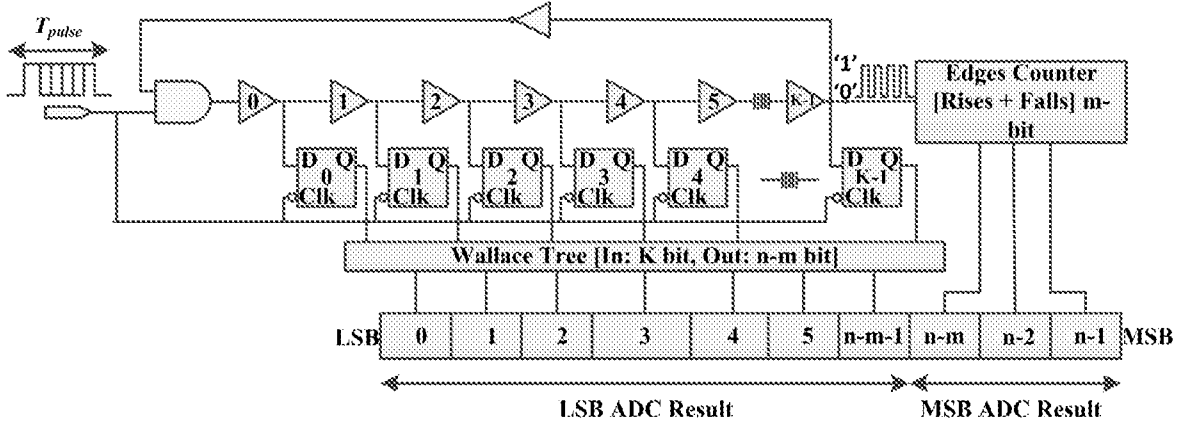 Tpulse
'1'
'0'
Edges Counter
[Rises + Falls] m-
bit
0 1 2 3 4 5 K-1
D Q D Q D Q D Q D Q D Q
0 1 2 3 4 K-1
Clk Clk Clk Clk Clk Clk
Wallace Tree [In: K bit, Out: n-m bit]
LSB 0 1 2 3 4 5 n-m-1 n-m n-2 n-1 MSB
LSB ADC Result MSB ADC Result